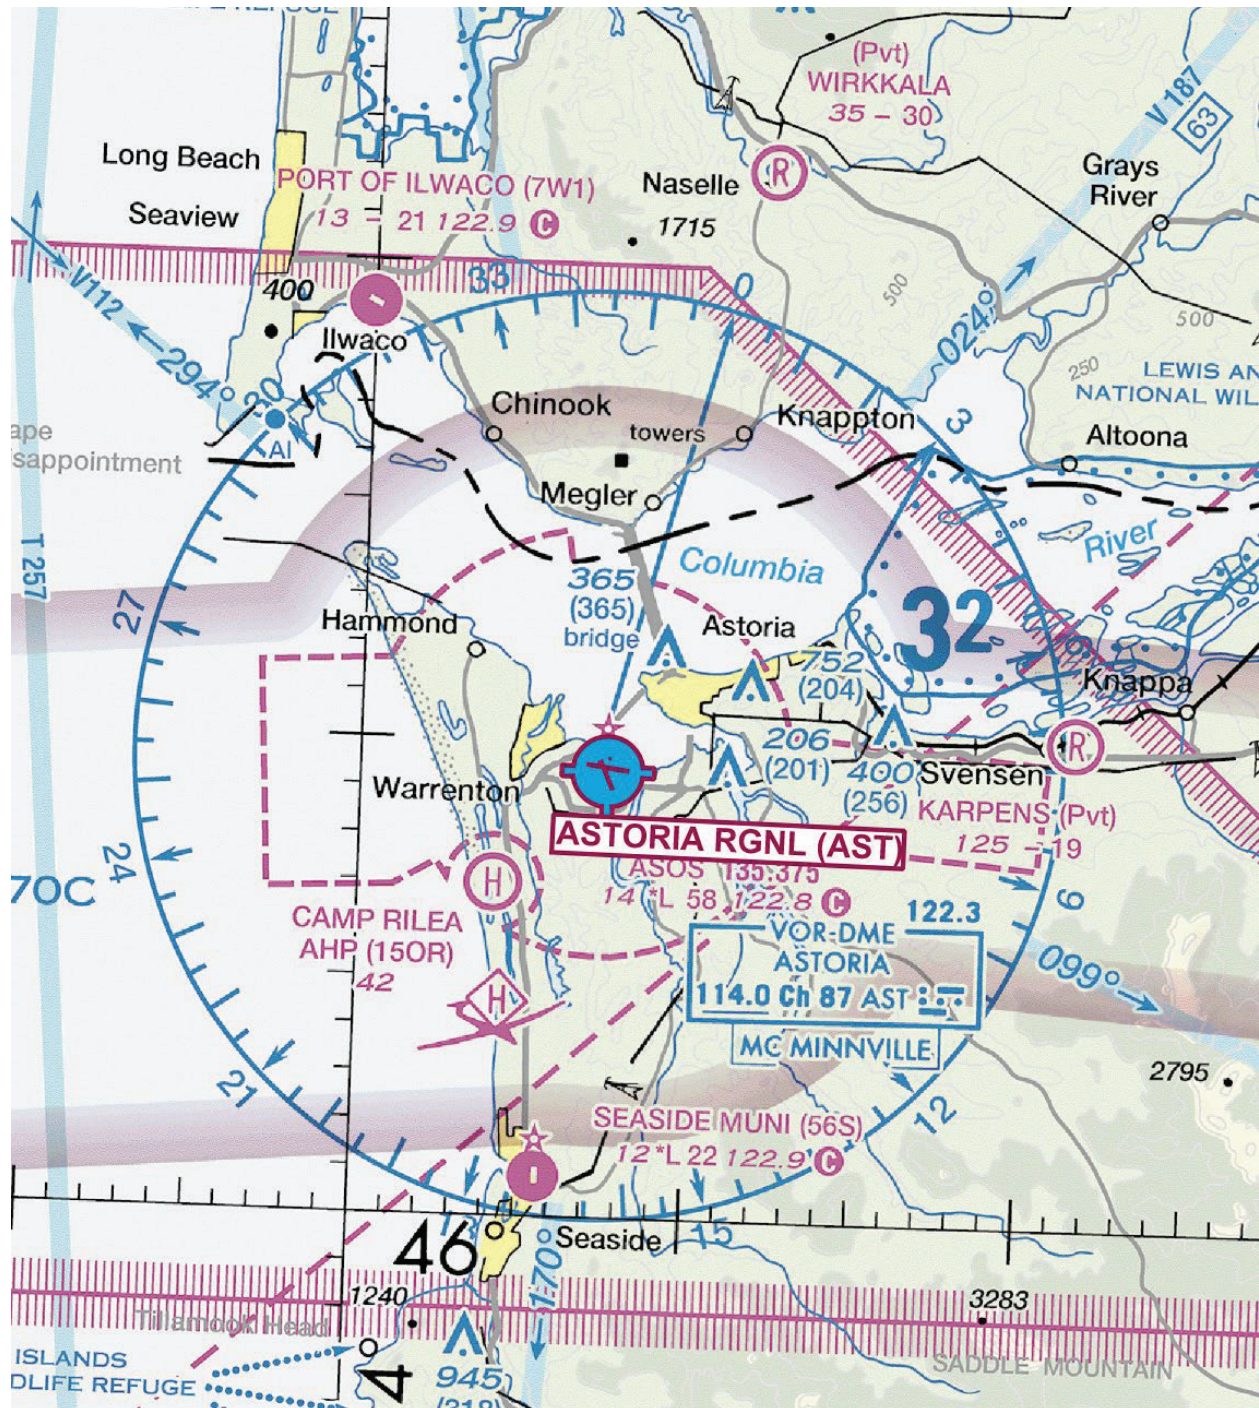 (Pvt)
WIRKKALA
35 - 30
V 187
63
Long Beach
PORT OF ILWACO (7W1)
Naselle
R
Grays
River
Seaview
13 - 21 122.9 C
1715
V112
400
33
0
500
500
024°
Ilwaco
250
294°
30
Chinook
Knappton
3
LEWIS AN
NATIONAL WIL
AI
towers
Altoona
ape
sappointment
Megler
River
T 257
Columbia
27
365
(365)
bridge
32
Hammond
Astoria
752
(204)
Knappa
206
(201)
400
(256)
Svensen
R
Warrenton
KARPENS (Pvt)
125 - 19
ASTORIA RGNL (AST)
ASOS 135.375
14 *L 58 122.8 C
24
70C
H
6
CAMP RILEA
AHP (15OR)
42
122.3
VOR-DME
ASTORIA
114.0 Ch 87 AST
099°
H
MC MINNVILLE
21
2795
12
SEASIDE MUNI (56S)
12 *L 22 122.9 C
46
Seaside
15
170°
1240
3283
Tillamook Head
ISLANDS
DLIFE REFUGE
4
945
SADDLE MOUNTAIN